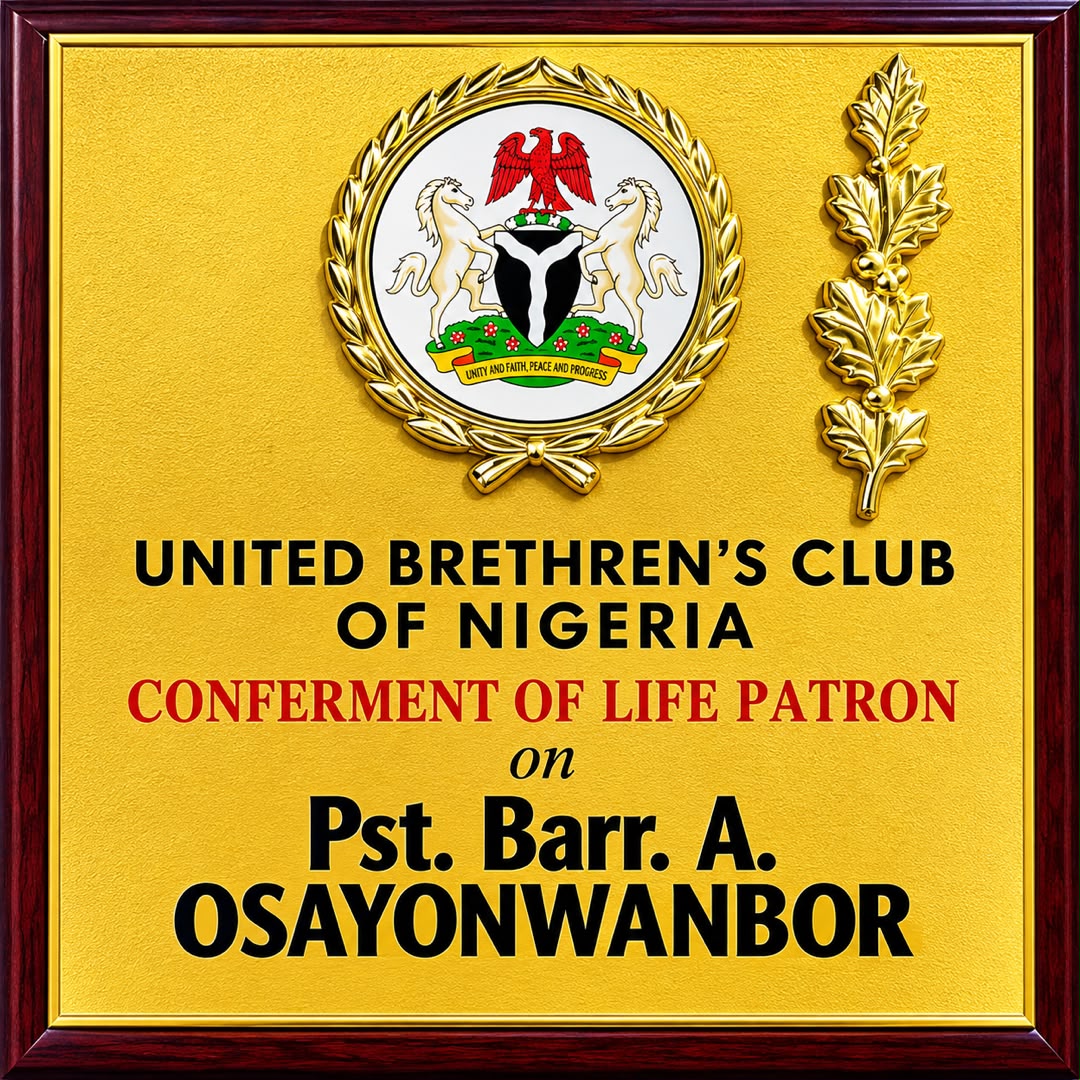 UNITY AND FAITH, PEACE AND PROGRESS
UNITED BRETHREN’S CLUB
OF NIGERIA
CONFERMENT OF LIFE PATRON
on
Pst. Barr. A.
OSAYONWANBOR